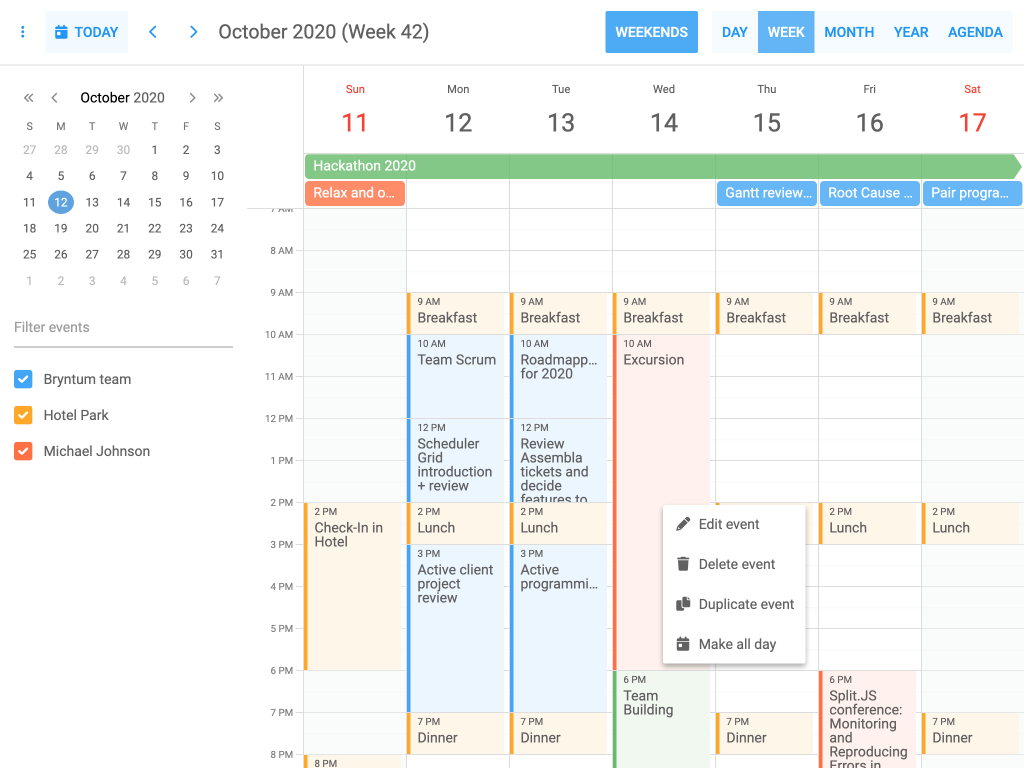 TODAY
October 2020 (Week 42)
WEEKENDS
DAY
WEEK
MONTH
YEAR
AGENDA
October 2020
S M T W T F S
27 28 29 30 1 2 3
4 5 6 7 8 9 10
11 12 13 14 15 16 17
18 19 20 21 22 23 24
25 26 27 28 29 30 31
1 2 3 4 5 6 7
Filter events
Bryntum team
Hotel Park
Michael Johnson
Sun Mon Tue Wed Thu Fri Sat
11 12 13 14 15 16 17
Hackathon 2020
Relax and o...
Gantt review...
Root Cause ...
Pair progra...
7 AM
8 AM
9 AM
10 AM
11 AM
12 PM
1 PM
2 PM
3 PM
4 PM
5 PM
6 PM
7 PM
8 PM
2 PM
Check-In in
Hotel
8 PM
9 AM
Breakfast
10 AM
Team Scrum
12 PM
Scheduler
Grid
introduction
+ review
2 PM
Lunch
3 PM
Active client
project
review
7 PM
Dinner
9 AM
Breakfast
10 AM
Roadmapp...
for 2020
12 PM
Review
Assembla
tickets and
decide
features to
2 PM
Lunch
3 PM
Active
programmi...
7 PM
Dinner
9 AM
Breakfast
10 AM
Excursion
6 PM
Team
Building
9 AM
Breakfast
7 PM
Dinner
Edit event
Delete event
Duplicate event
Make all day
9 AM
Breakfast
2 PM
Lunch
6 PM
Split.JS
conference:
Monitoring
and
Reproducing
Errors in
9 AM
Breakfast
2 PM
Lunch
7 PM
Dinner